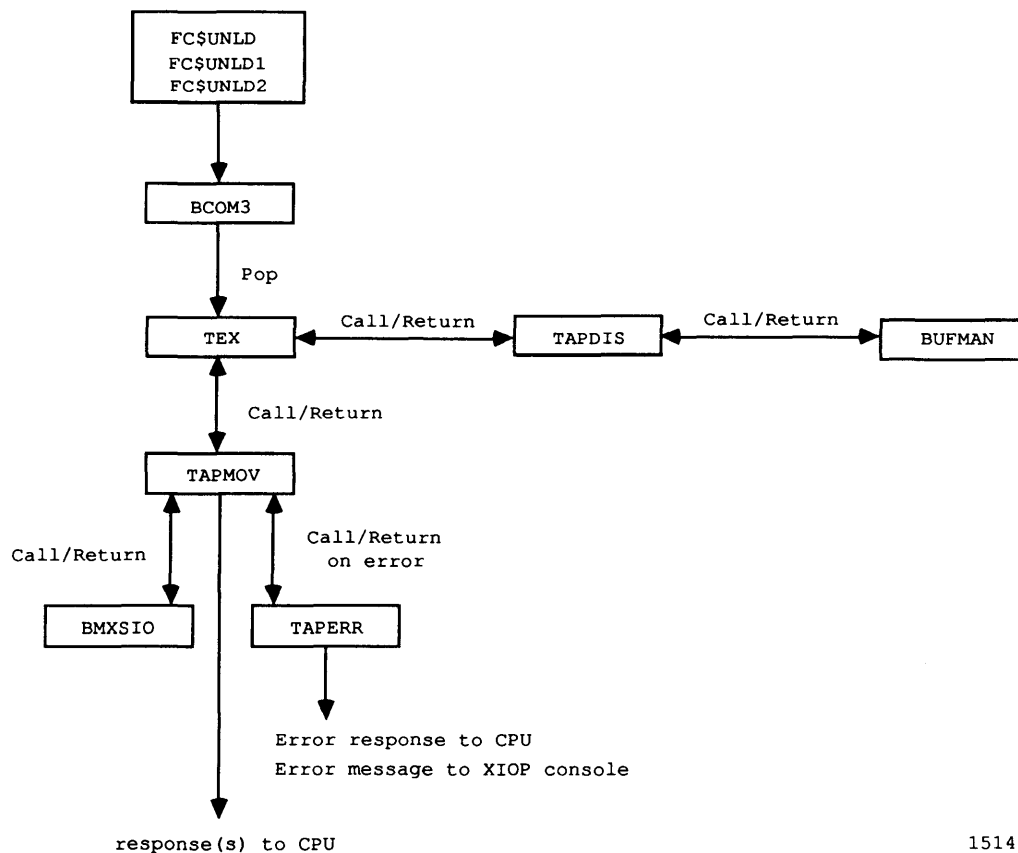 FC$UNLD
FC$UNLD1
FC$UNLD2
BCOM3
Pop
TEX
Call/Return
TAPDIS
Call/Return
BUFMAN
Call/Return
TAPMOV
Call/Return
Call/Return
on error
BMXSIO
TAPERR
Error response to CPU
Error message to XIOP console
response(s) to CPU
1514